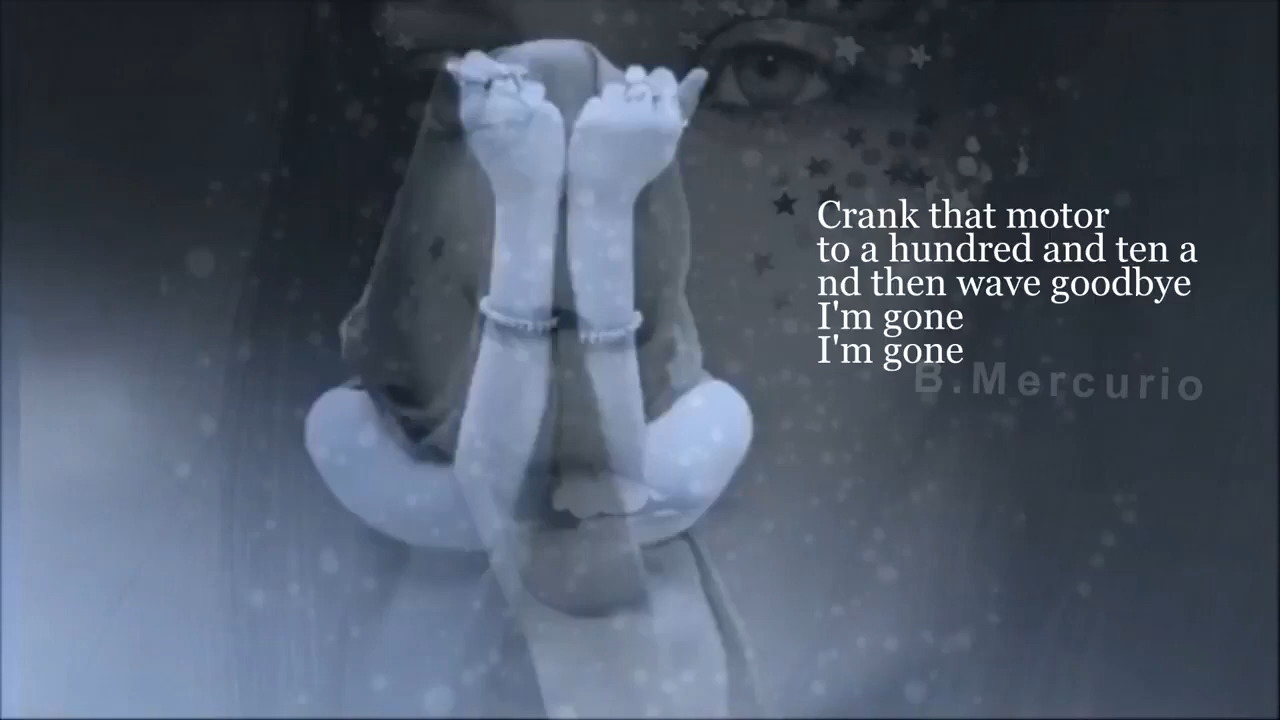 Crank that motor
to a hundred and ten a
nd then wave goodbye
I'm gone
I'm gone
B.Mercurio